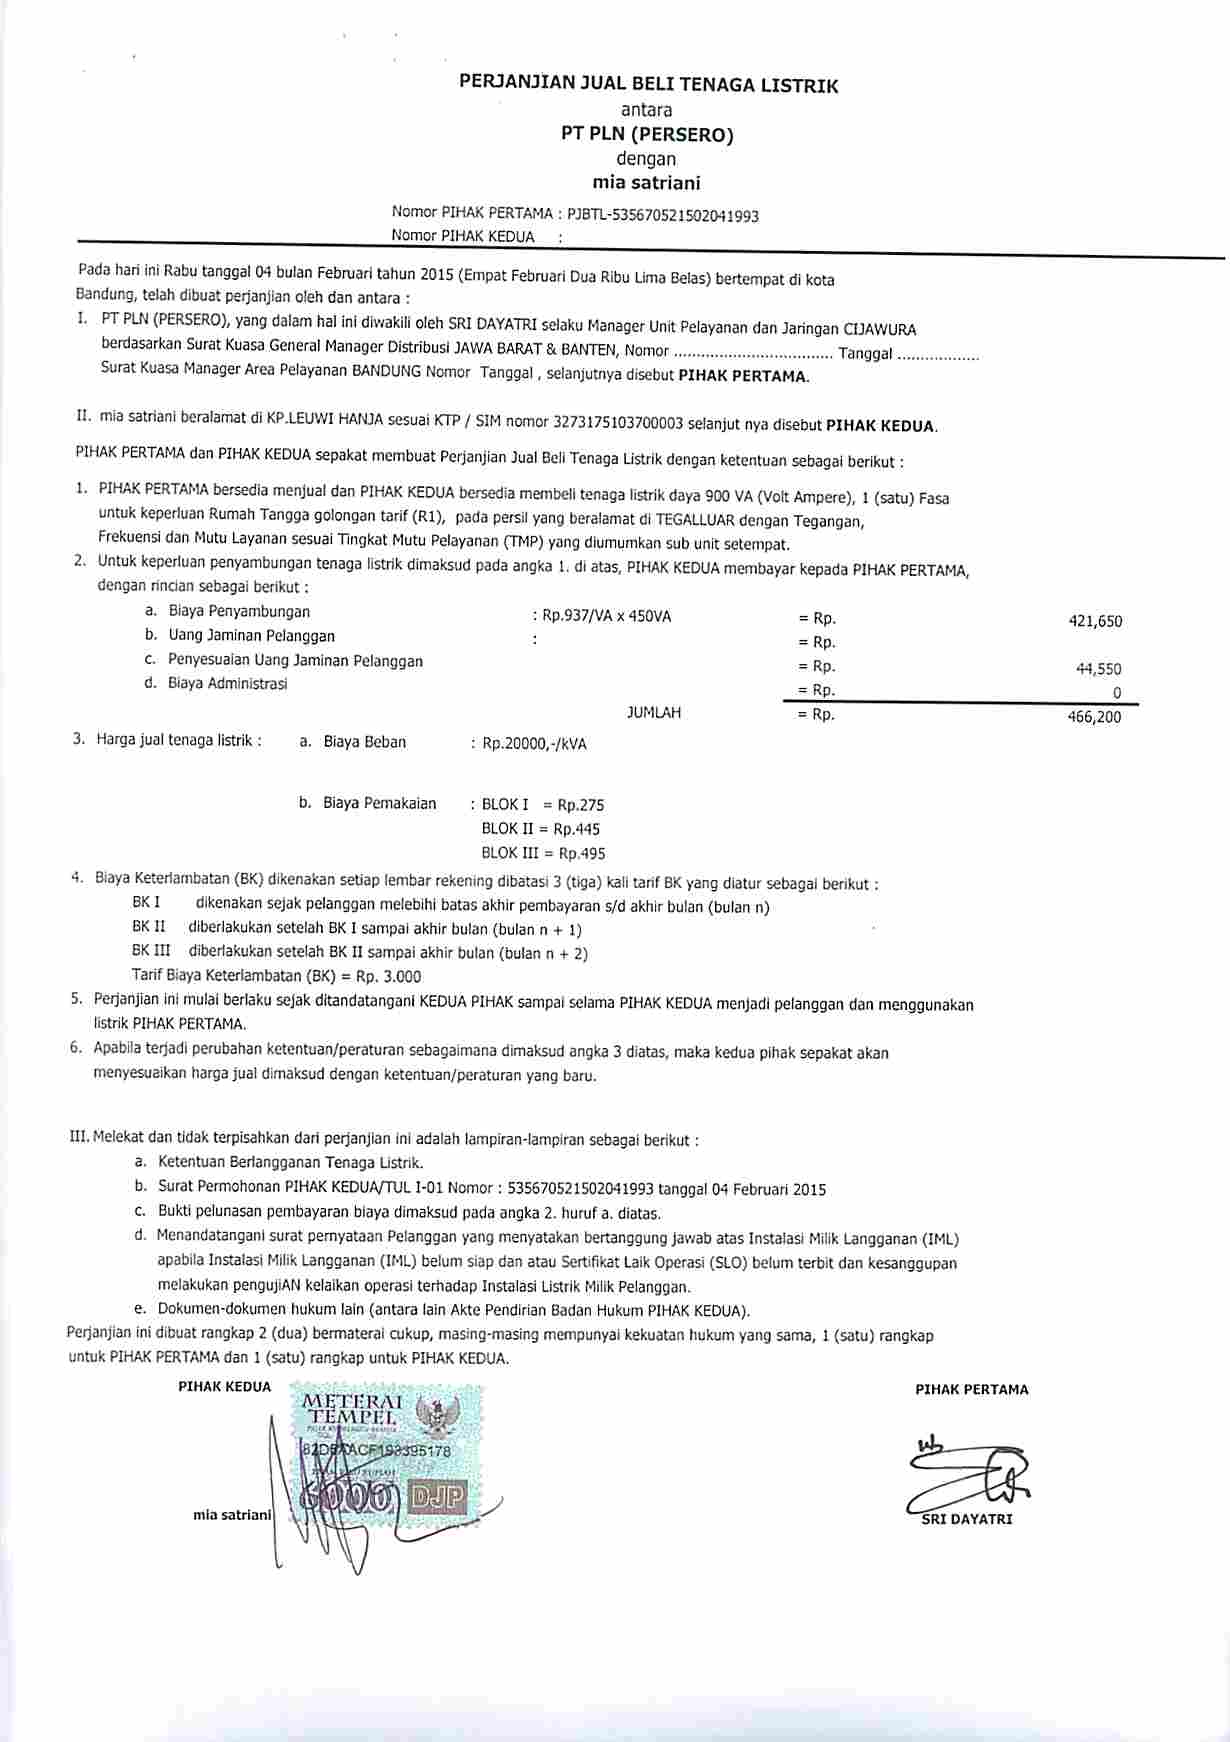 PERJANJIAN JUAL BELI TENAGA LISTRIK
antara
PT PLN (PERSERO)
dengan
mia satriani
Nomor PIHAK PERTAMA : PJBTL-535670521502041993
Nomor PIHAK KEDUA :
Pada hari ini Rabu tanggal 04 bulan Februari tahun 2015 (Empat Februari Dua Ribu Lima Belas) bertempat di kota
Bandung, telah dibuat perjanjian oleh dan antara :
I. PT PLN (PERSERO), yang dalam hal ini diwakili oleh SRI DAYATRI selaku Manager Unit Pelayanan dan Jaringan CIJAWURA
berdasarkan Surat Kuasa General Manager Distribusi JAWA BARAT & BANTEN, Nomor .................................. Tanggal ..................
Surat Kuasa Manager Area Pelayanan BANDUNG Nomor Tanggal , selanjutnya disebut PIHAK PERTAMA.
II. mia satriani beralamat di KP.LEUWI HANJA sesuai KTP / SIM nomor 3273175103700003 selanjut nya disebut PIHAK KEDUA.
PIHAK PERTAMA dan PIHAK KEDUA sepakat membuat Perjanjian Jual Beli Tenaga Listrik dengan ketentuan sebagai berikut :
1. PIHAK PERTAMA bersedia menjual dan PIHAK KEDUA bersedia membeli tenaga listrik daya 900 VA (Volt Ampere), 1 (satu) Fasa
untuk keperluan Rumah Tangga golongan tarif (R1), pada persil yang beralamat di TEGALLUAR dengan Tegangan,
Frekuensi dan Mutu Layanan sesuai Tingkat Mutu Pelayanan (TMP) yang diumumkan sub unit setempat.
2. Untuk keperluan penyambungan tenaga listrik dimaksud pada angka 1. di atas, PIHAK KEDUA membayar kepada PIHAK PERTAMA,
dengan rincian sebagai berikut :
a. Biaya Penyambungan : Rp.937/VA x 450VA = Rp. 421,650
b. Uang Jaminan Pelanggan : = Rp.
c. Penyesuaian Uang Jaminan Pelanggan = Rp. 44,550
d. Biaya Administrasi = Rp. 0
JUMLAH = Rp. 466,200
3. Harga jual tenaga listrik : a. Biaya Beban : Rp.20000,-/kVA
b. Biaya Pemakaian : BLOK I = Rp.275
BLOK II = Rp.445
BLOK III = Rp.495
4. Biaya Keterlambatan (BK) dikenakan setiap lembar rekening dibatasi 3 (tiga) kali tarif BK yang diatur sebagai berikut :
BK I dikenakan sejak pelanggan melebihi batas akhir pembayaran s/d akhir bulan (bulan n)
BK II diberlakukan setelah BK I sampai akhir bulan (bulan n + 1)
BK III diberlakukan setelah BK II sampai akhir bulan (bulan n + 2)
Tarif Biaya Keterlambatan (BK) = Rp. 3.000
5. Perjanjian ini mulai berlaku sejak ditandatangani KEDUA PIHAK sampai selama PIHAK KEDUA menjadi pelanggan dan menggunakan
listrik PIHAK PERTAMA.
6. Apabila terjadi perubahan ketentuan/peraturan sebagaimana dimaksud angka 3 diatas, maka kedua pihak sepakat akan
menyesuaikan harga jual dimaksud dengan ketentuan/peraturan yang baru.
III. Melekat dan tidak terpisahkan dari perjanjian ini adalah lampiran-lampiran sebagai berikut :
a. Ketentuan Berlangganan Tenaga Listrik.
b. Surat Permohonan PIHAK KEDUA/TUL I-01 Nomor : 535670521502041993 tanggal 04 Februari 2015
c. Bukti pelunasan pembayaran biaya dimaksud pada angka 2. huruf a. diatas.
d. Menandatangani surat pernyataan Pelanggan yang menyatakan bertanggung jawab atas Instalasi Milik Langganan (IML)
apabila Instalasi Milik Langganan (IML) belum siap dan atau Sertifikat Laik Operasi (SLO) belum terbit dan kesanggupan
melakukan pengujiAN kelaikan operasi terhadap Instalasi Listrik Milik Pelanggan.
e. Dokumen-dokumen hukum lain (antara lain Akte Pendirian Badan Hukum PIHAK KEDUA).
Perjanjian ini dibuat rangkap 2 (dua) bermaterai cukup, masing-masing mempunyai kekuatan hukum yang sama, 1 (satu) rangkap
untuk PIHAK PERTAMA dan 1 (satu) rangkap untuk PIHAK KEDUA.
PIHAK KEDUA PIHAK PERTAMA
METERAI
TEMPEL
6000 DJP
mia satriani SRI DAYATRI